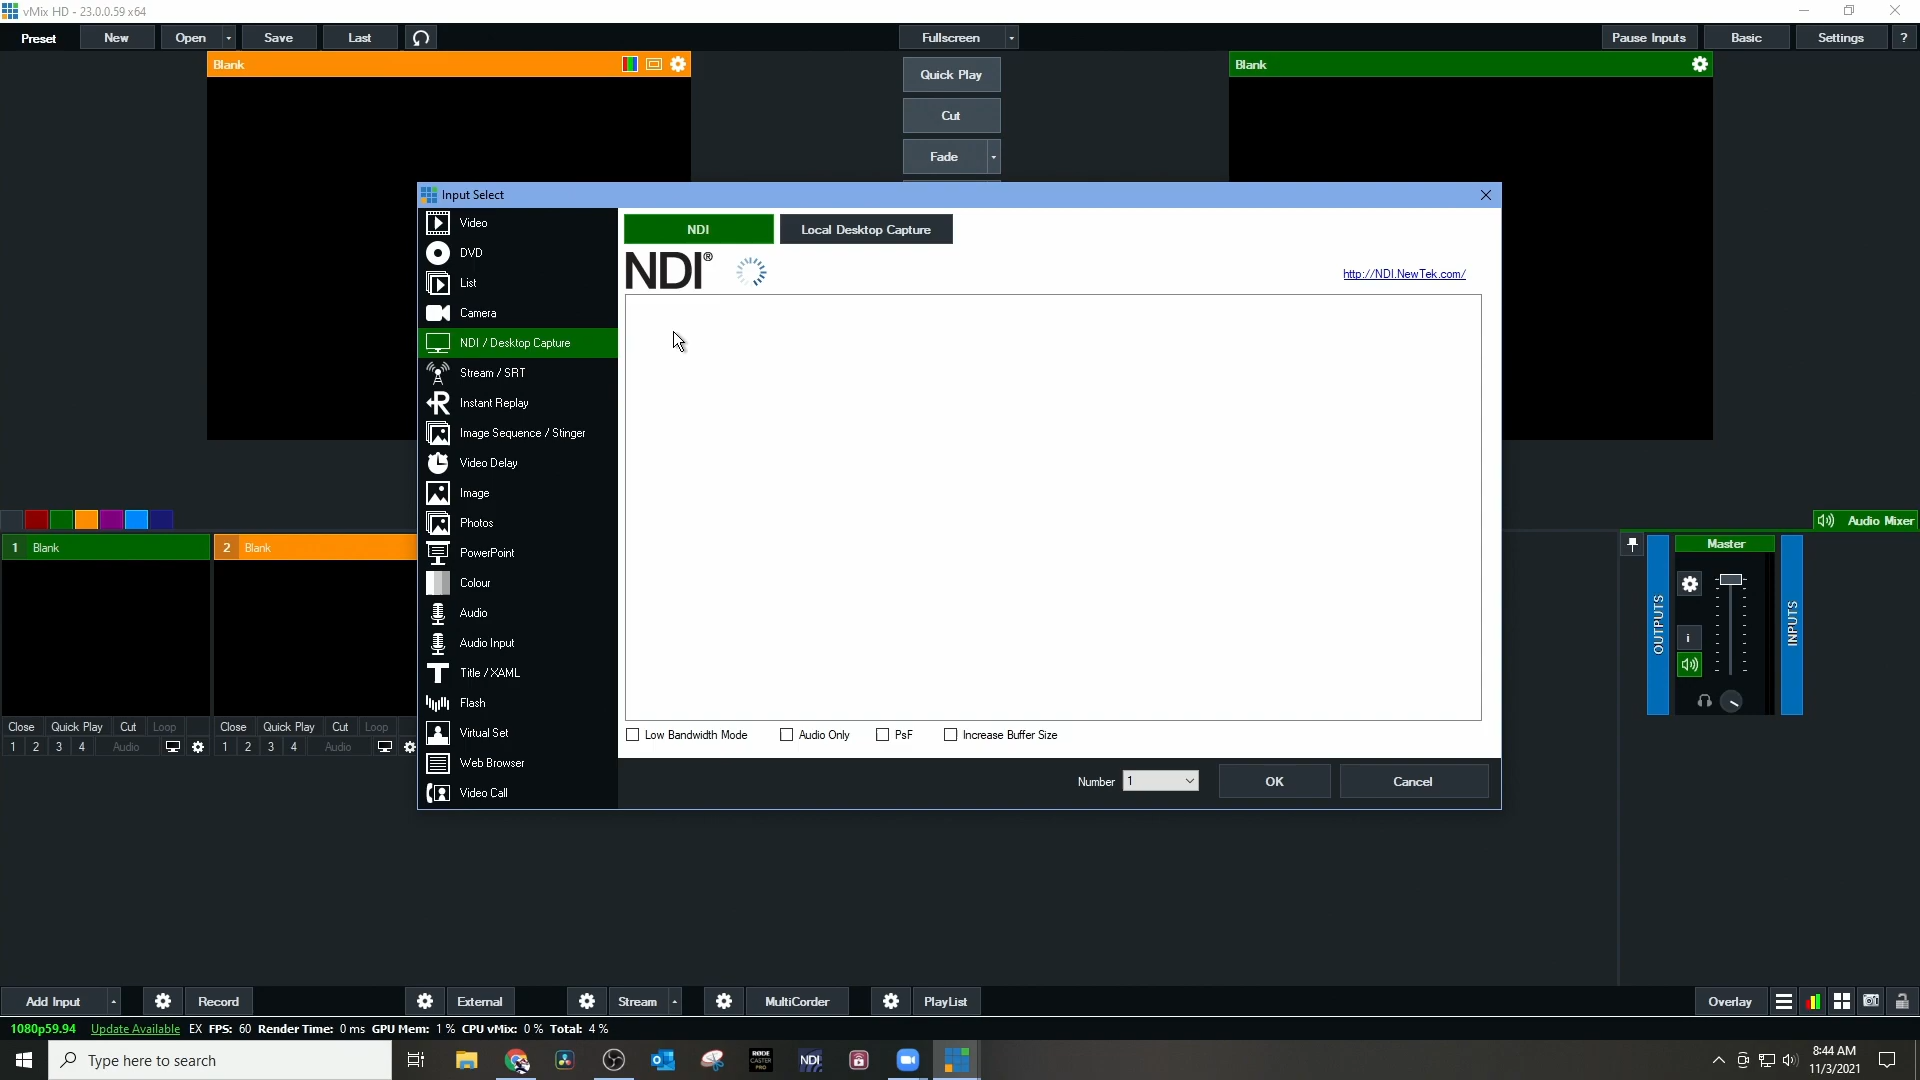 vMix HD - 23.0.0.59 x64
Preset New Open Save Last Fullscreen Pause Inputs Basic Settings ?
Blank
Quick Play
Cut
Fade
Blank
Input Select
Video
DVD
List
Camera
NDI / Desktop Capture
Stream / SRT
Instant Replay
Image Sequence / Stinger
Video Delay
Image
Photos
PowerPoint
Colour
Audio
Audio Input
Title / XAML
Flash
Virtual Set
Web Browser
Video Call
NDI Local Desktop Capture
NDI® http://NDI.NewTek.com/
Low Bandwidth Mode Audio Only PsF Increase Buffer Size
Number 1 OK Cancel
1 Blank 2 Blank
Close Quick Play Cut Loop Close Quick Play Cut Loop
1 2 3 4 Audio 1 2 3 4 Audio
Audio Mixer
Master
OUTPUTS
i
INPUTS
Add Input Record External Stream MultiCorder PlayList Overlay
1080p59.94 Update Available EX FPS: 60 Render Time: 0 ms GPU Mem: 1 % CPU vMix: 0 % Total: 4 %
Type here to search
RØDE
CASTER
PRO
NDI
8:44 AM
11/3/2021